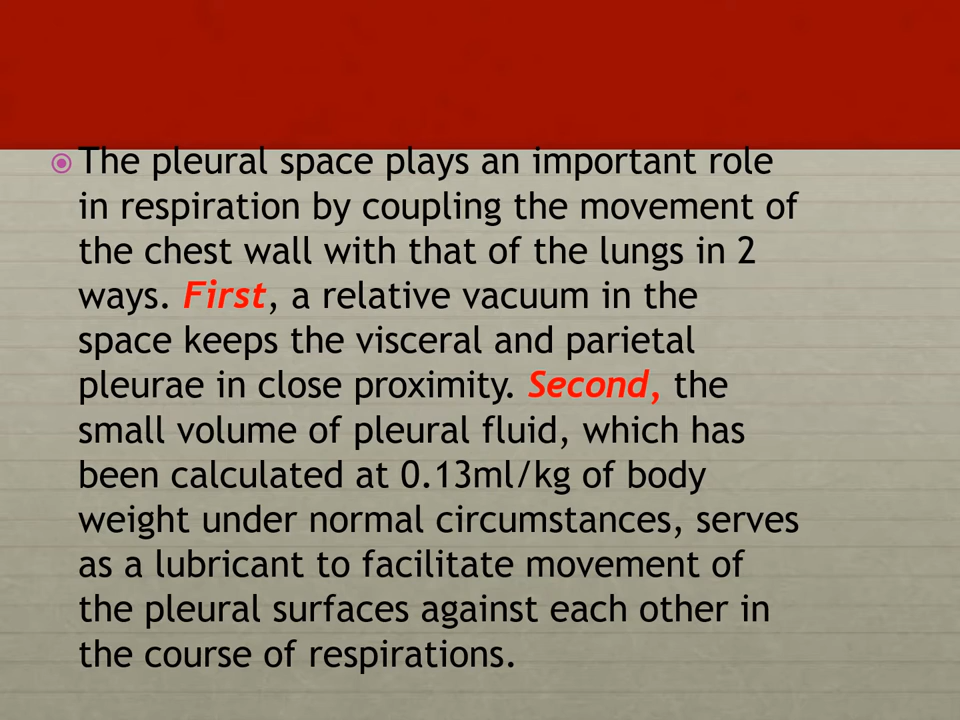 The pleural space plays an important role
in respiration by coupling the movement of
the chest wall with that of the lungs in 2
ways. First, a relative vacuum in the
space keeps the visceral and parietal
pleurae in close proximity. Second, the
small volume of pleural fluid, which has
been calculated at 0.13ml/kg of body
weight under normal circumstances, serves
as a lubricant to facilitate movement of
the pleural surfaces against each other in
the course of respirations.